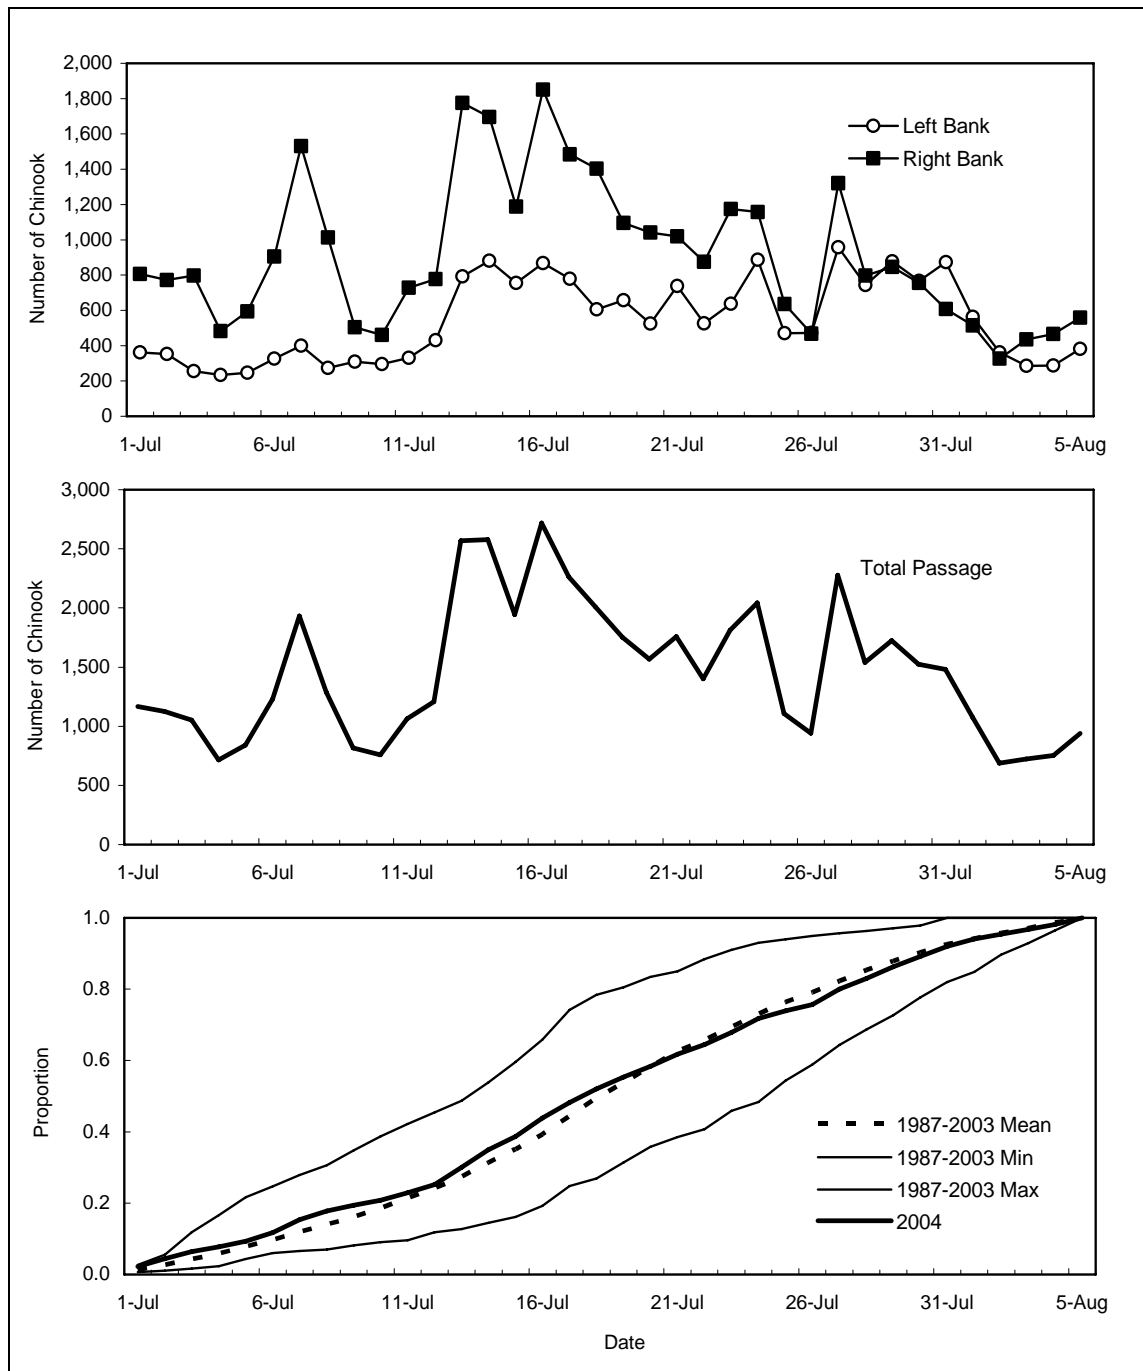 2,000
1,800
1,600
1,400
1,200
1,000
800
600
400
200
0
Number of Chinook
Left Bank
Right Bank
1-Jul 6-Jul 11-Jul 16-Jul 21-Jul 26-Jul 31-Jul 5-Aug
3,000
2,500
2,000
1,500
1,000
500
0
Number of Chinook
Total Passage
1-Jul 6-Jul 11-Jul 16-Jul 21-Jul 26-Jul 31-Jul 5-Aug
1.0
0.8
0.6
0.4
0.2
0.0
Proportion
1987-2003 Mean
1987-2003 Min
1987-2003 Max
2004
1-Jul 6-Jul 11-Jul 16-Jul 21-Jul 26-Jul 31-Jul 5-Aug
Date